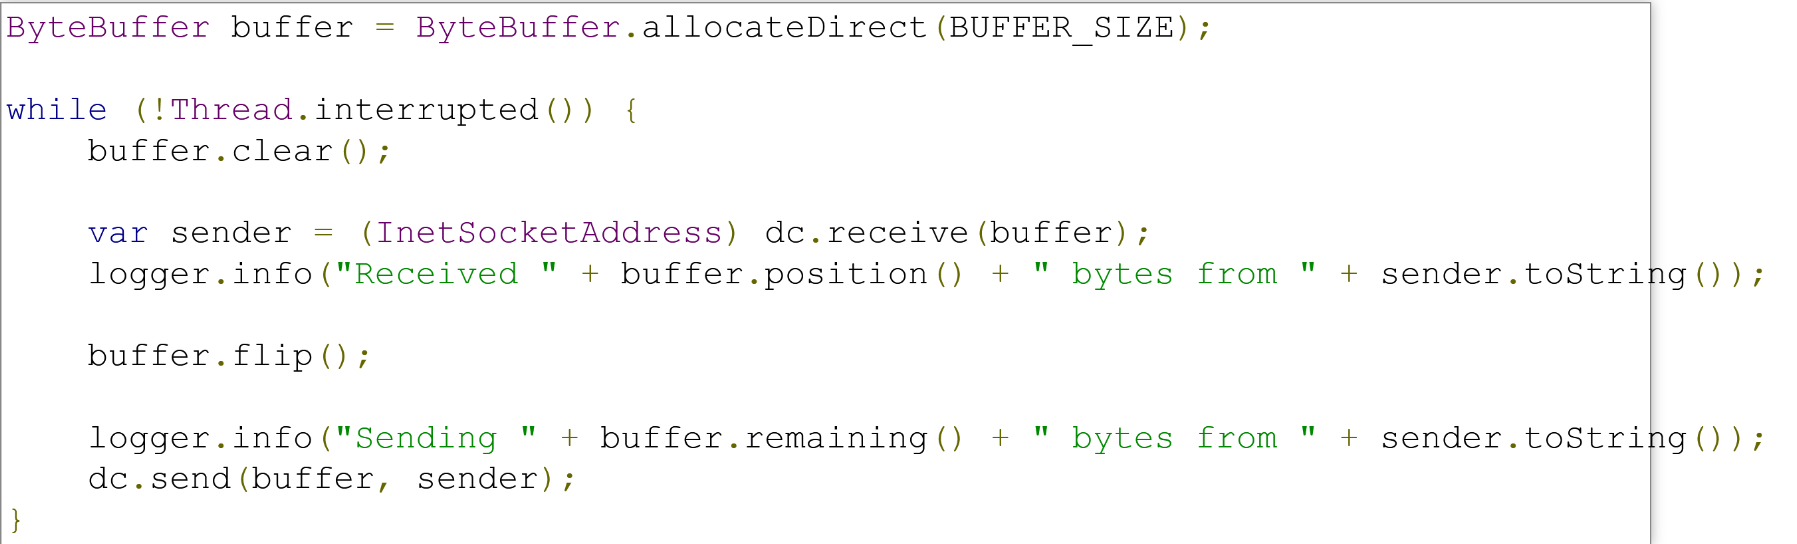 ByteBuffer buffer = ByteBuffer.allocateDirect(BUFFER_SIZE);
while (!Thread.interrupted()) {
    buffer.clear();
    var sender = (InetSocketAddress) dc.receive(buffer);
    logger.info("Received " + buffer.position() + " bytes from " + sender.toString());
    buffer.flip();
    logger.info("Sending " + buffer.remaining() + " bytes from " + sender.toString());
    dc.send(buffer, sender);
}